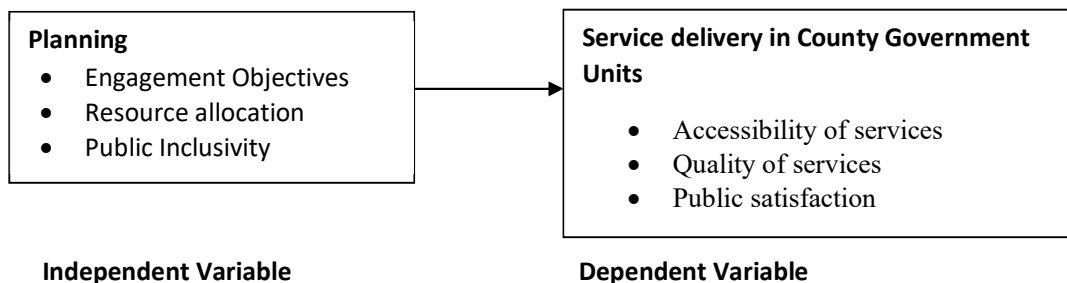 Planning
• Engagement Objectives
• Resource allocation
• Public Inclusivity
Service delivery in County Government
Units
• Accessibility of services
• Quality of services
• Public satisfaction
Independent Variable
Dependent Variable